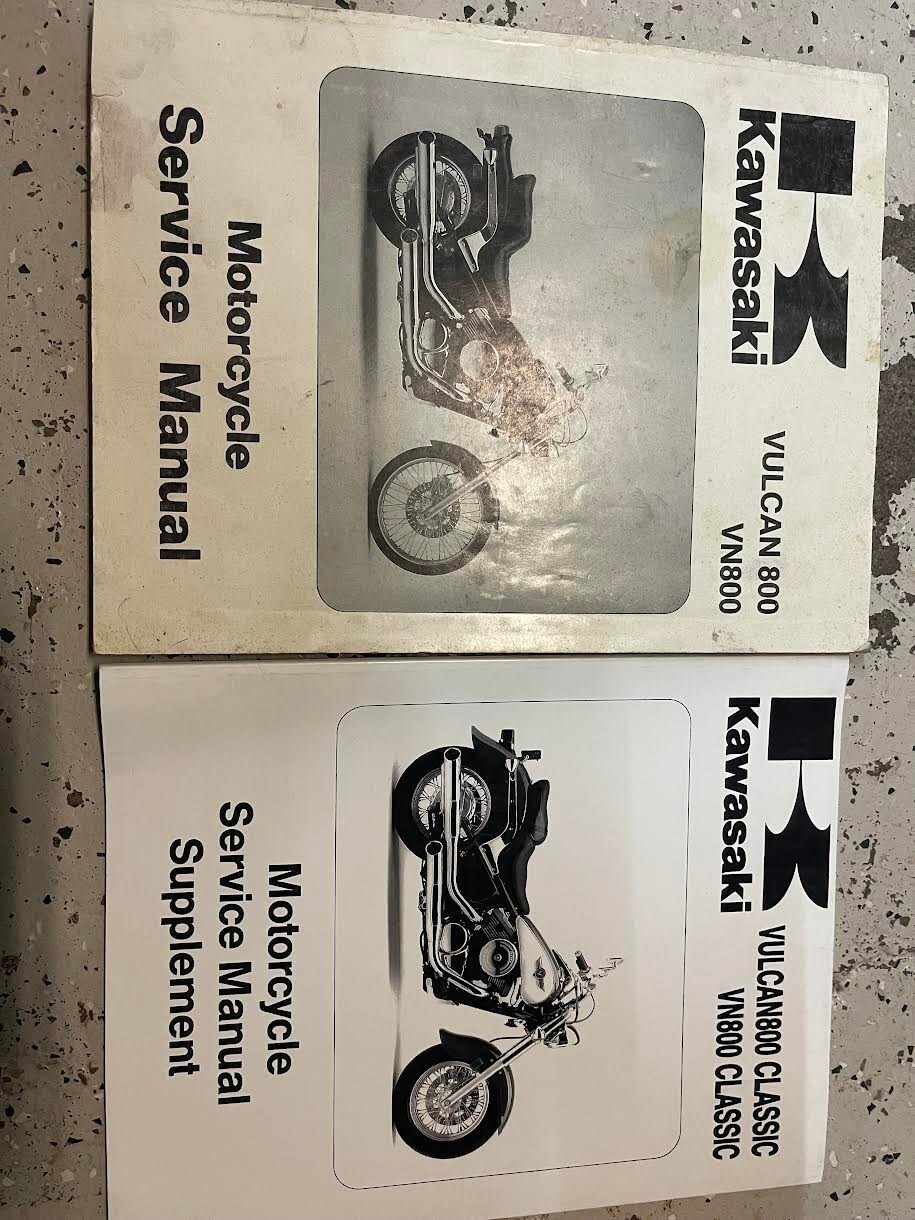 Kawasaki
VULCAN 800
VN800
Motorcycle
Service Manual
Kawasaki
VULCAN800 CLASSIC
VN800 CLASSIC
Motorcycle
Service Manual
Supplement